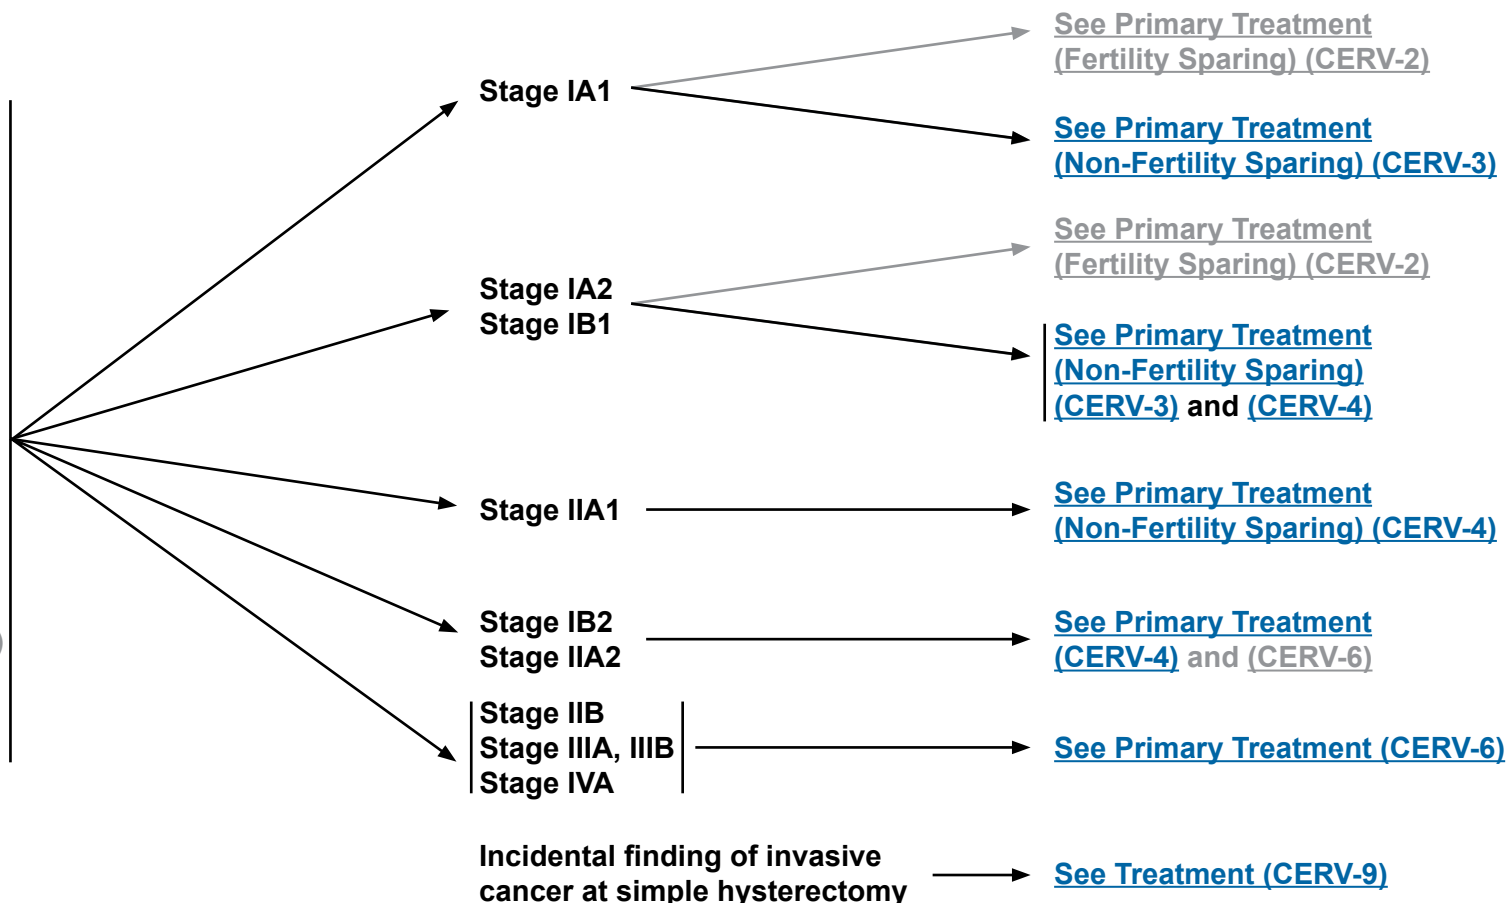 See Primary Treatment
(Fertility Sparing) (CERV-2)
Stage IA1
See Primary Treatment
(Non-Fertility Sparing) (CERV-3)
See Primary Treatment
(Fertility Sparing) (CERV-2)
Stage IA2
Stage IB1
See Primary Treatment
(Non-Fertility Sparing)
(CERV-3) and (CERV-4)
Stage IIA1
See Primary Treatment
(Non-Fertility Sparing) (CERV-4)
Stage IB2
Stage IIA2
See Primary Treatment
(CERV-4) and (CERV-6)
)
Stage IIB
Stage IIIA, IIIB
Stage IVA
See Primary Treatment (CERV-6)
Incidental finding of invasive
cancer at simple hysterectomy
See Treatment (CERV-9)